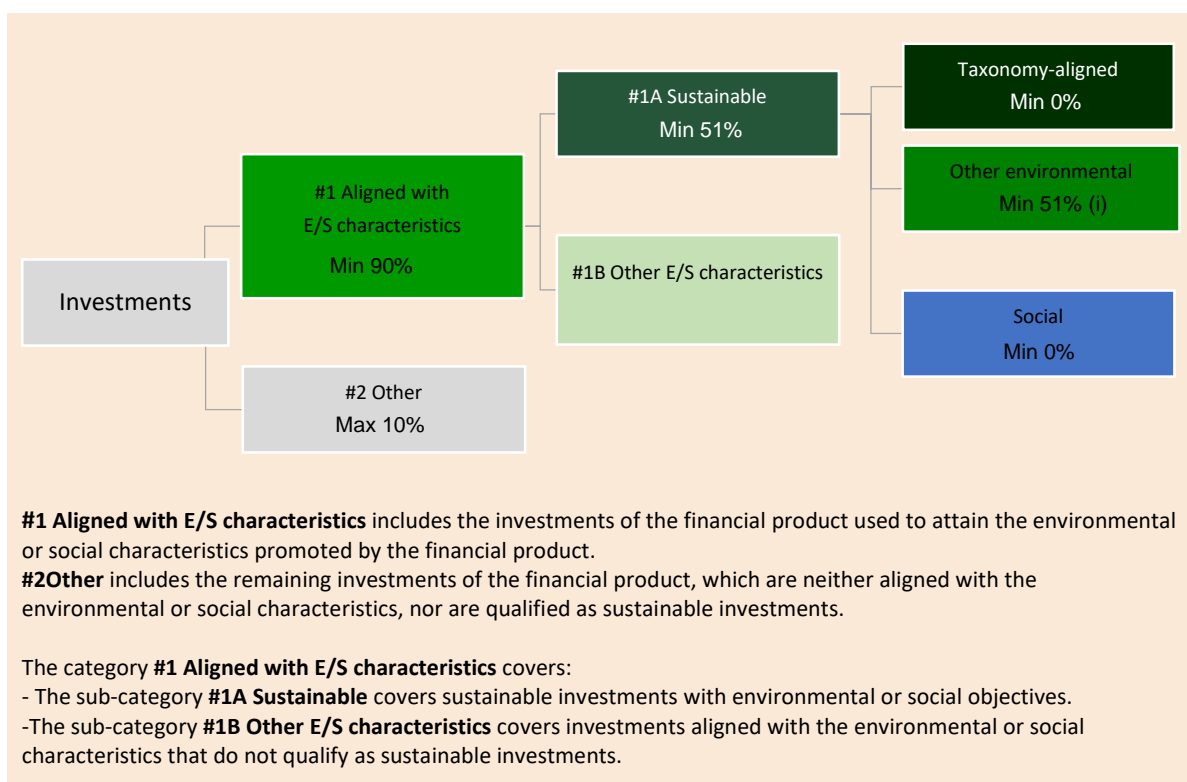 Investments
#1 Aligned with
E/S characteristics
Min 90%
#2 Other
Max 10%
#1A Sustainable
Min 51%
#1B Other E/S characteristics
Taxonomy-aligned
Min 0%
Other environmental
Min 51% (i)
Social
Min 0%
#1 Aligned with E/S characteristics includes the investments of the financial product used to attain the environmental
or social characteristics promoted by the financial product.
#2Other includes the remaining investments of the financial product, which are neither aligned with the
environmental or social characteristics, nor are qualified as sustainable investments.
The category #1 Aligned with E/S characteristics covers:
- The sub-category #1A Sustainable covers sustainable investments with environmental or social objectives.
-The sub-category #1B Other E/S characteristics covers investments aligned with the environmental or social
characteristics that do not qualify as sustainable investments.